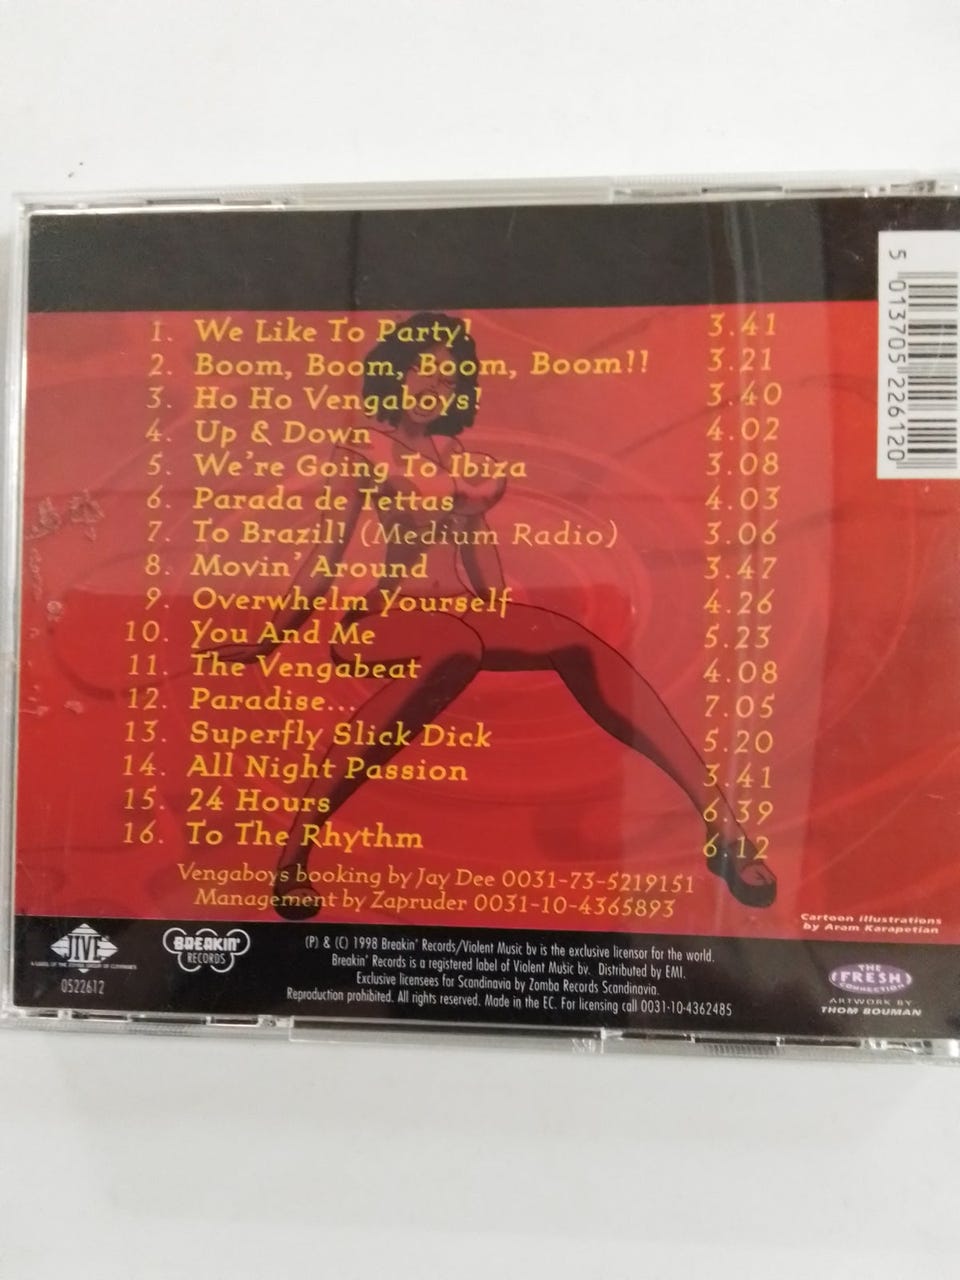 1. We Like To Party! 3.41
2. Boom, Boom, Boom, Boom!! 3.21
3. Ho Ho Vengaboys! 3.40
4. Up & Down 4.02
5. We're Going To Ibiza 3.08
6. Parada de Tettas 4.03
7. To Brazil! (Medium Radio) 3.06
8. Movin' Around 3.47
9. Overwhelm Yourself 4.26
10. You And Me 5.23
11. The Vengabeat 4.08
12. Paradise... 7.05
13. Superfly Slick Dick 5.20
14. All Night Passion 3.41
15. 24 Hours 6.39
16. To The Rhythm 6.12
Vengaboys booking by Jay Dee 0031-73-5219151
Management by Zapruder 0031-10-4365893
5 013705 226120
Cartoon illustrations
by Aram Karapetian
JIVE
0522612
BREAKIN'
RECORDS
(P) & (C) 1998 Breakin' Records/Violent Music bv is the exclusive licensor for the world.
Breakin' Records is a registered label of Violent Music bv. Distributed by EMI.
Exclusive licensees for Scandinavia by Zomba Records Scandinavia.
Reproduction prohibited. All rights reserved. Made in the EC. For licensing call 0031-10-4362485
THE
FRESH
CONNECTION
ARTWORK BY
THOM BOUMAN